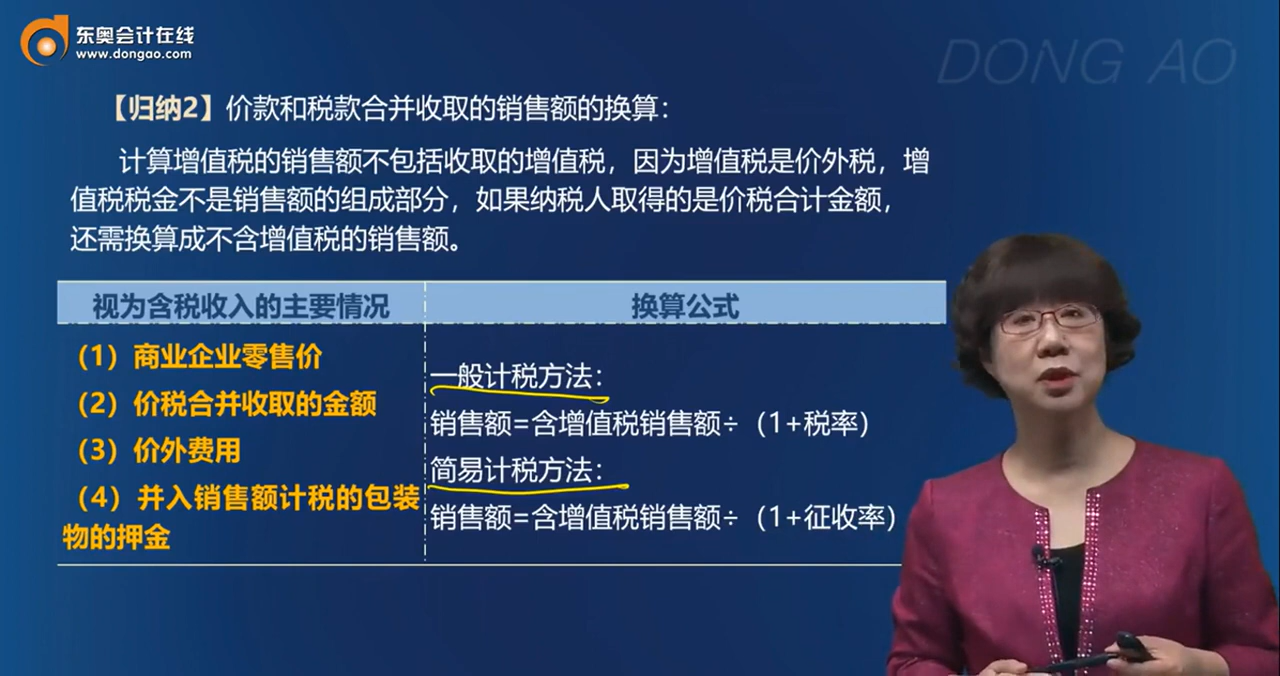 东奥会计在线
www.dongao.com
DONG AO
【归纳2】价款和税款合并收取的销售额的换算：
计算增值税的销售额不包括收取的增值税，因为增值税是价外税，增
值税税金不是销售额的组成部分，如果纳税人取得的是价税合计金额，
还需换算成不含增值税的销售额。
视为含税收入的主要情况
换算公式
（1）商业企业零售价
（2）价税合并收取的金额
（3）价外费用
（4）并入销售额计税的包装
物的押金
一般计税方法：
销售额=含增值税销售额÷（1+税率）
简易计税方法：
销售额=含增值税销售额÷（1+征收率）